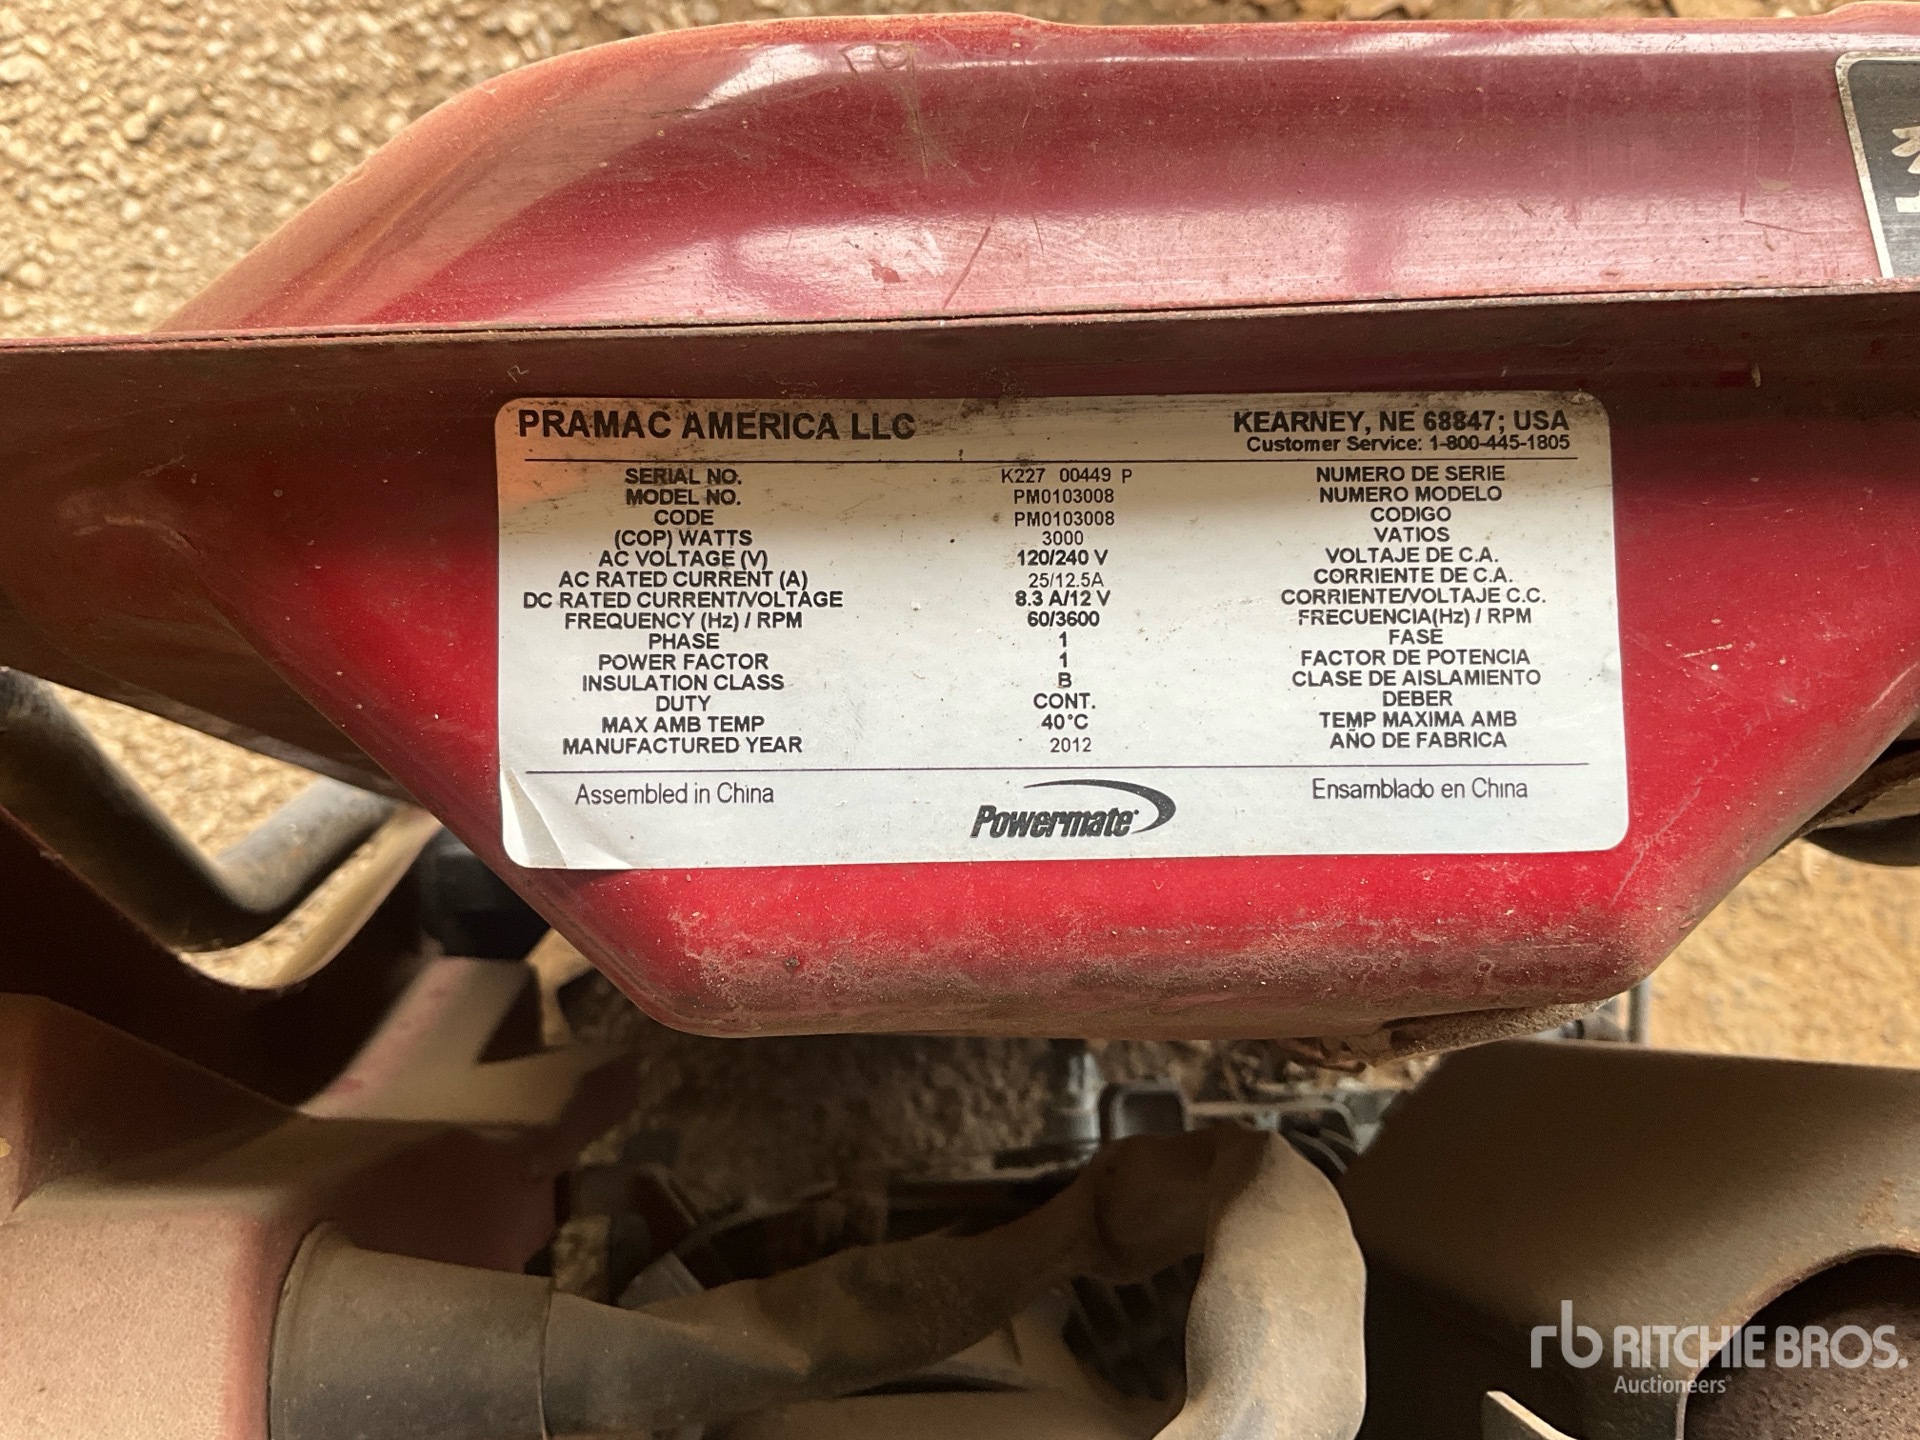 PRAMAC AMERICA LLC KEARNEY, NE 68847; USA
Customer Service: 1-800-445-1805
SERIAL NO. K227 00449 P NUMERO DE SERIE
MODEL NO. PM0103008 NUMERO MODELO
CODE PM0103008 CODIGO
(COP) WATTS 3000 VATIOS
AC VOLTAGE (V) 120/240 V VOLTAJE DE C.A.
AC RATED CURRENT (A) 25/12.5A CORRIENTE DE C.A.
DC RATED CURRENT/VOLTAGE 8.3 A/12 V CORRIENTE/VOLTAJE C.C.
FREQUENCY (Hz) / RPM 60/3600 FRECUENCIA(Hz) / RPM
PHASE 1 FASE
POWER FACTOR 1 FACTOR DE POTENCIA
INSULATION CLASS B CLASE DE AISLAMIENTO
DUTY CONT. DEBER
MAX AMB TEMP 40°C TEMP MAXIMA AMB
MANUFACTURED YEAR 2012 AÑO DE FABRICA
Assembled in China Powermate Ensamblado en China
rb RITCHIE BROS.
Auctioneers